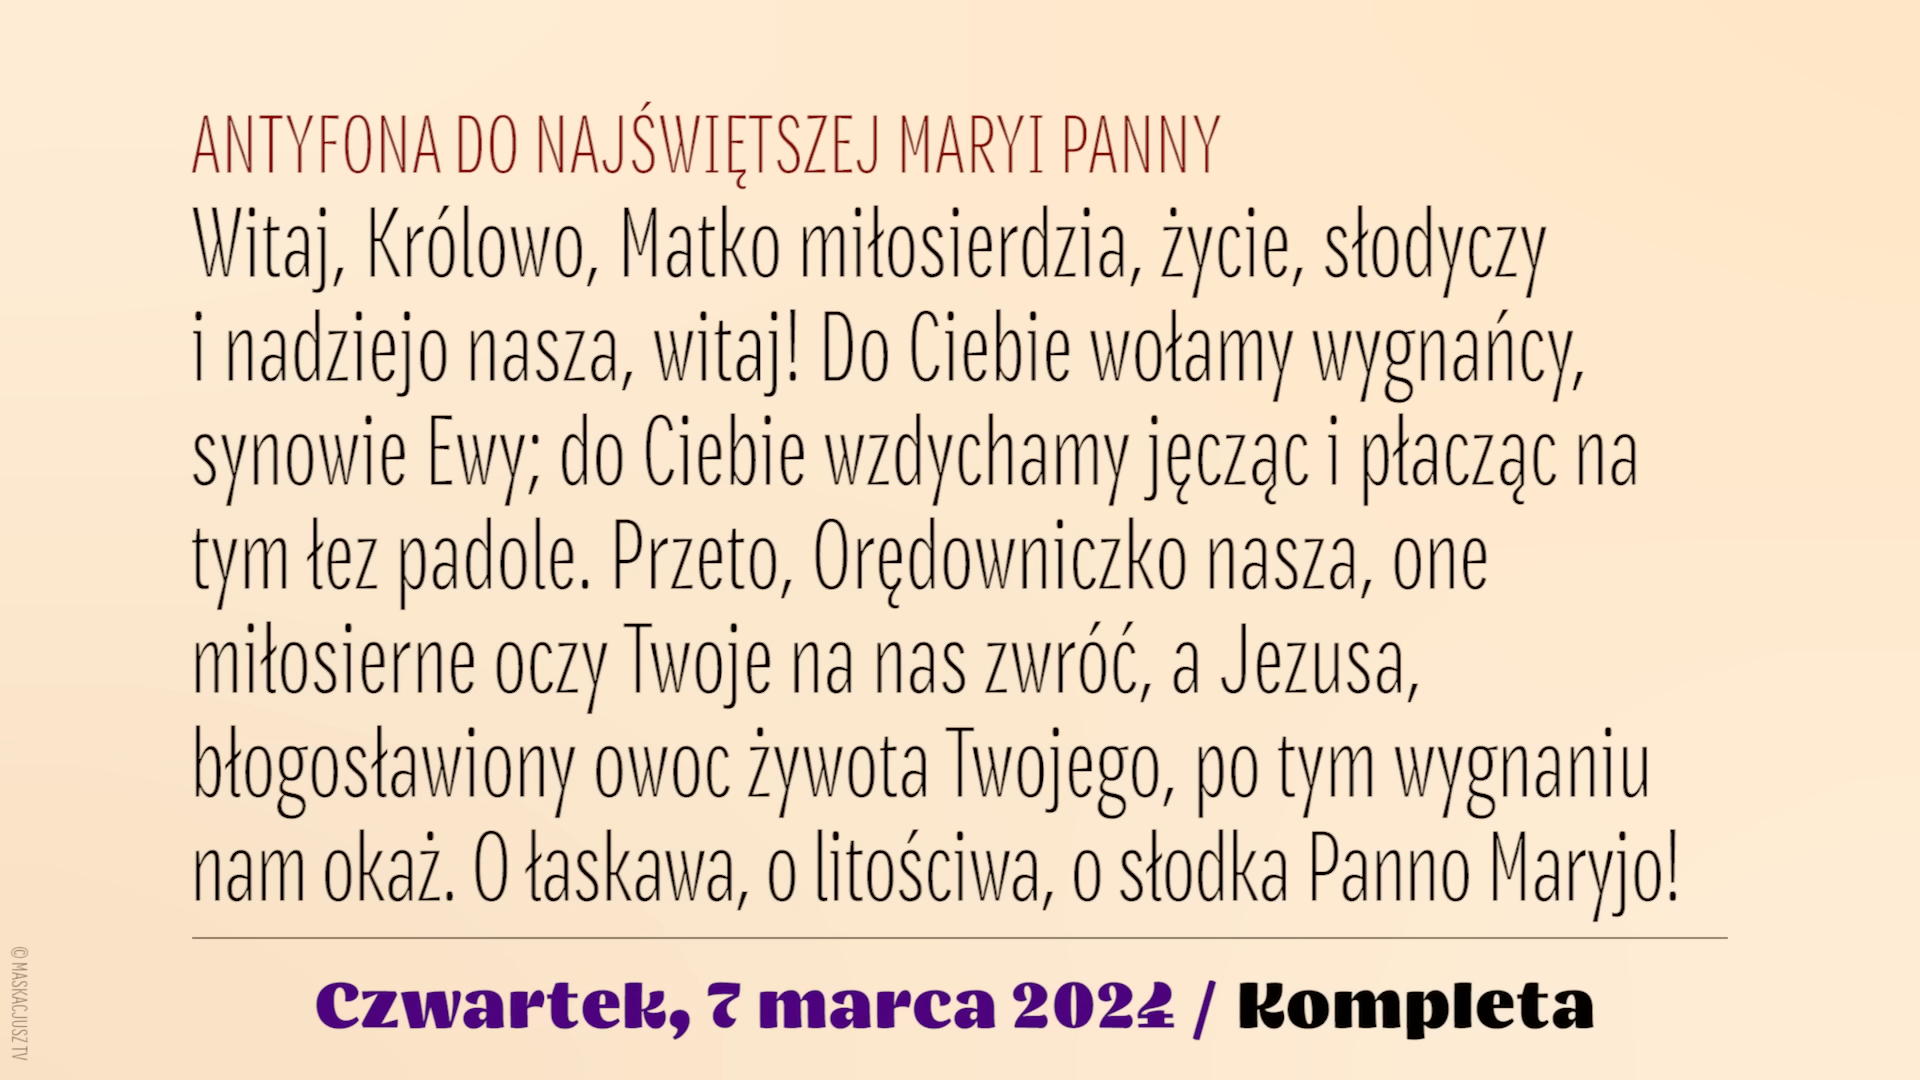 ANTYFONA DO NAJŚWIĘTSZEJ MARYI PANNY
Witaj, Królowo, Matko miłosierdzia, życie, słodyczy
i nadziejo nasza, witaj! Do Ciebie wołamy wygnańcy,
synowie Ewy; do Ciebie wzdychamy jęcząc i płacząc na
tym łez padole. Przeto, Orędowniczko nasza, one
miłosierne oczy Twoje na nas zwróć, a Jezusa,
błogosławiony owoc żywota Twojego, po tym wygnaniu
nam okaż. O łaskawa, o litościwa, o słodka Panno Maryjo!
Czwartek, 7 marca 2024 / Kompleta
© MASKACJUSZ TV